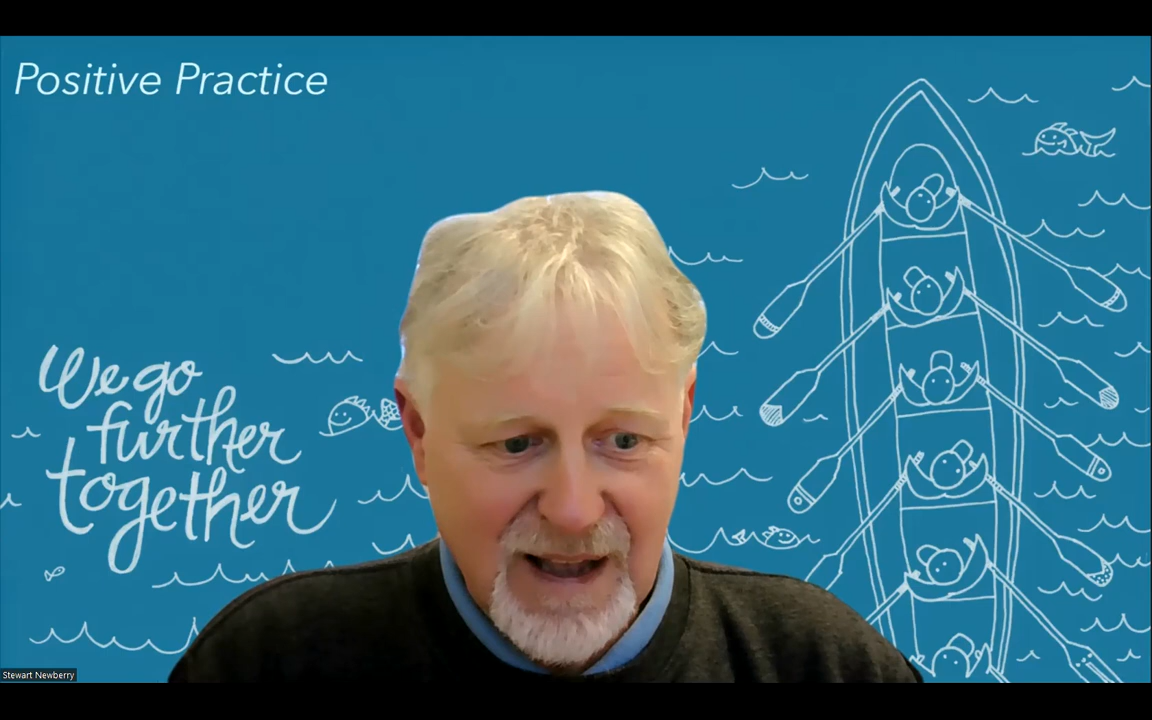 Positive Practice
We go
further
together
Stewart Newberry